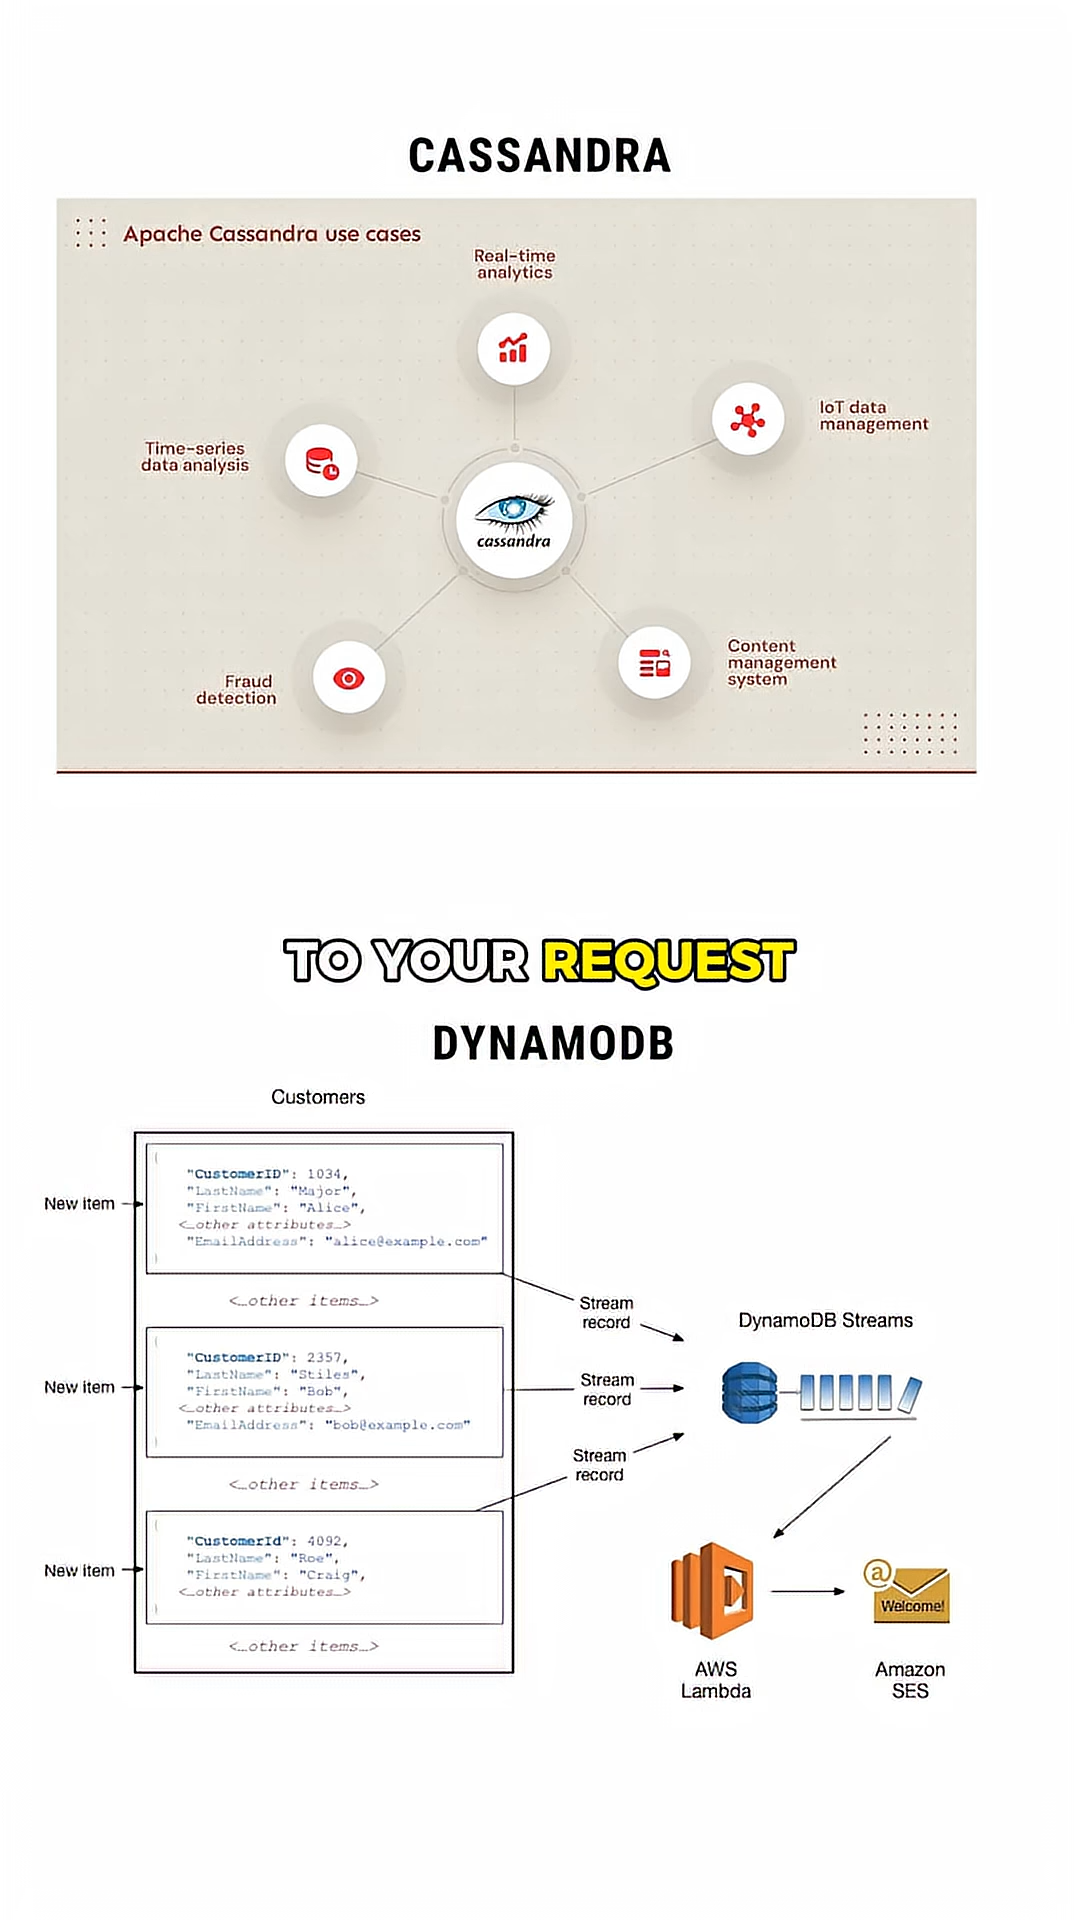 CASSANDRA
Apache Cassandra use cases
Real-time
analytics
IoT data
management
Time-series
data analysis
cassandra
Content
management
system
Fraud
detection
TO YOUR REQUEST
DYNAMODB
Customers
New item
{
"CustomerID": 1034,
"LastName": "Major",
"FirstName": "Alice",
<…other attributes…>
"EmailAddress": "alice@example.com"
}
<…other items…>
New item
{
"CustomerID": 2357,
"LastName": "Stiles",
"FirstName": "Bob",
<…other attributes…>
"EmailAddress": "bob@example.com"
}
<…other items…>
New item
{
"CustomerId": 4092,
"LastName": "Roe",
"FirstName": "Craig",
<…other attributes…>
}
<…other items…>
Stream
record
Stream
record
Stream
record
DynamoDB Streams
@
Welcome!
AWS
Lambda
Amazon
SES